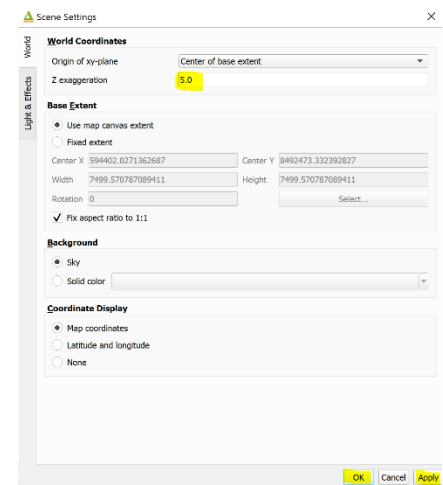 Scene Settings
World
Light & Effects
World Coordinates
Origin of xy-plane Center of base extent
Z exaggeration 5.0
Base Extent
Use map canvas extent
Fixed extent
Center X 594402.0271362687 Center Y 8492473.332392827
Width 7499.570787089411 Height 7499.570787089411
Rotation 0 Select...
Fix aspect ratio to 1:1
Background
Sky
Solid color
Coordinate Display
Map coordinates
Latitude and longitude
None
OK Cancel Apply